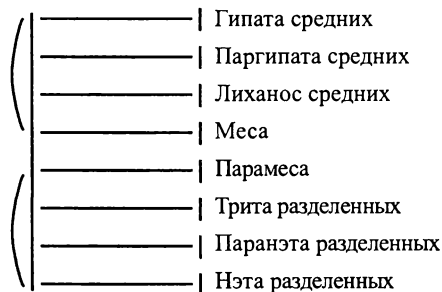 Гипата средних
Паргипата средних
Лиханос средних
Меса
Парамеса
Трита разделенных
Паранэта разделенных
Нэта разделенных